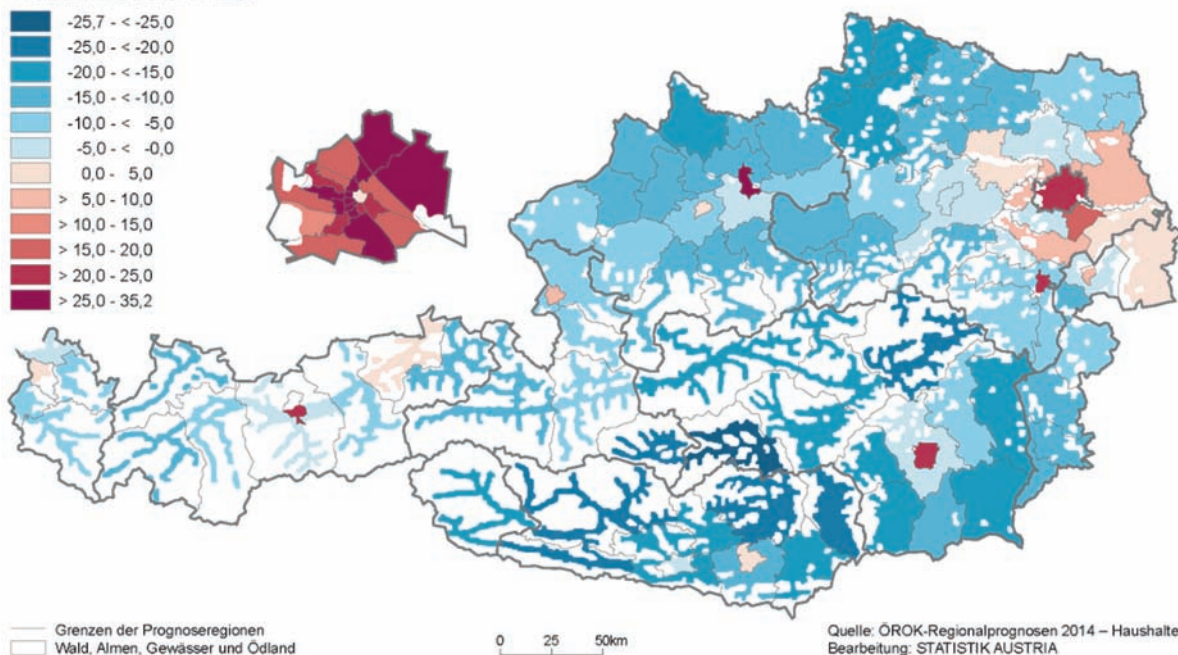 -25,7 - < -25,0
-25,0 - < -20,0
-20,0 - < -15,0
-15,0 - < -10,0
-10,0 - < -5,0
-5,0 - < -0,0
0,0 - 5,0
> 5,0 - 10,0
> 10,0 - 15,0
> 15,0 - 20,0
> 20,0 - 25,0
> 25,0 - 35,2
Grenzen der Prognoseregionen
Wald, Almen, Gewässer und Ödland
0 25 50km
Quelle: ÖROK-Regionalprognosen 2014 – Haushalte
Bearbeitung: STATISTIK AUSTRIA